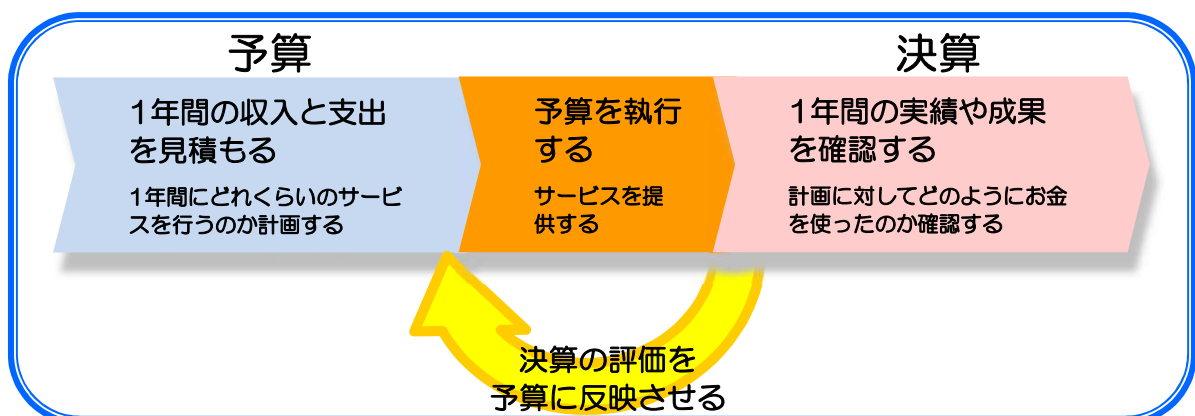 予算
決算
1年間の収入と支出
を見積もる
1年間にどれくらいのサービ
スを行うのか計画する
予算を執行
する
サービスを提
供する
1年間の実績や成果
を確認する
計画に対してどのようにお金
を使ったのか確認する
決算の評価を
予算に反映させる